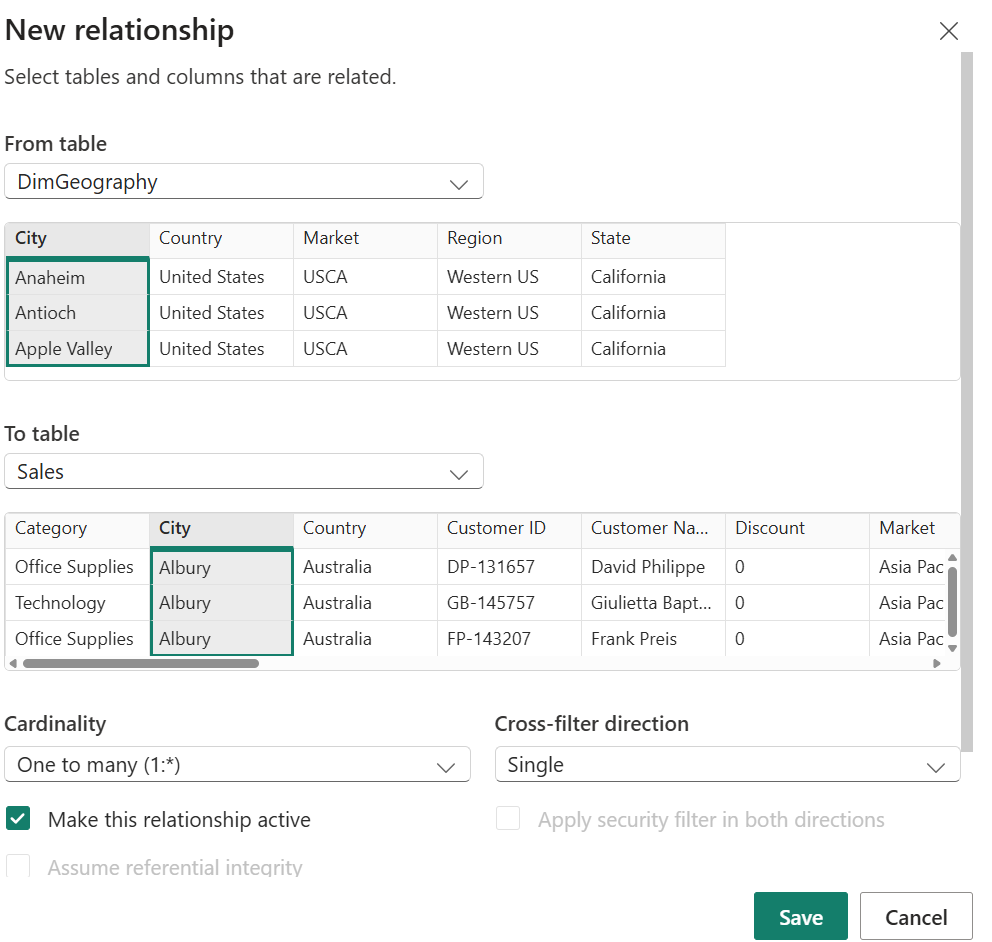 New relationship
Select tables and columns that are related.
From table
DimGeography
City Country Market Region State
Anaheim United States USCA Western US California
Antioch United States USCA Western US California
Apple Valley United States USCA Western US California
To table
Sales
Category City Country Customer ID Customer Na... Discount Market
Office Supplies Albury Australia DP-131657 David Philippe 0 Asia Pac
Technology Albury Australia GB-145757 Giulietta Bapt... 0 Asia Pac
Office Supplies Albury Australia FP-143207 Frank Preis 0 Asia Pac
Cardinality Cross-filter direction
One to many (1:*) Single
Make this relationship active Apply security filter in both directions
Assume referential integrity
Save Cancel